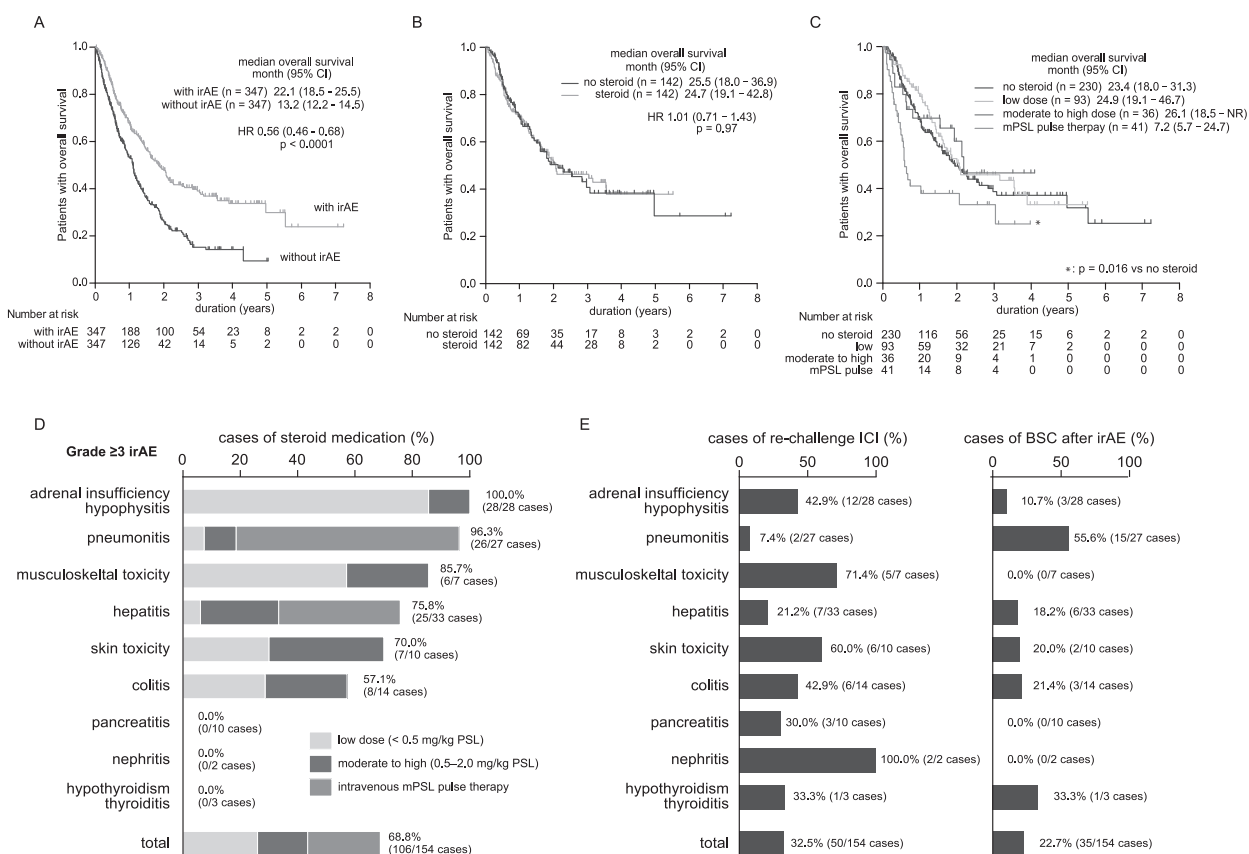 A
Patients with overall survival
1.0
0.8
0.6
0.4
0.2
0.0
median overall survival
month (95% CI)
with irAE (n = 347) 22.1 (18.5 - 25.5)
without irAE (n = 347) 13.2 (12.2 - 14.5)
HR 0.56 (0.46 - 0.68)
p < 0.0001
with irAE
without irAE
0 1 2 3 4 5 6 7 8
duration (years)
Number at risk
with irAE 347 188 100 54 23 8 2 2 0
without irAE 347 126 42 14 5 2 0 0 0
B
Patients with overall survival
1.0
0.8
0.6
0.4
0.2
0.0
median overall survival
month (95% CI)
no steroid (n = 142) 25.5 (18.0 - 36.9)
steroid (n = 142) 24.7 (19.1 - 42.8)
HR 1.01 (0.71 - 1.43)
p = 0.97
0 1 2 3 4 5 6 7 8
duration (years)
Number at risk
no steroid 142 69 35 17 8 3 2 2 0
steroid 142 82 44 28 8 2 0 0 0
C
Patients with overall survival
1.0
0.8
0.6
0.4
0.2
0.0
median overall survival
month (95% CI)
no steroid (n = 230) 23.4 (18.0 - 31.3)
low dose (n = 93) 24.9 (19.1 - 46.7)
moderate to high dose (n = 36) 26.1 (18.5 – NR)
mPSL pulse therpay (n = 41) 7.2 (5.7 - 24.7)
*
*: p = 0.016 vs no steroid
0 1 2 3 4 5 6 7 8
duration (years)
Number at risk
no steroid 230 116 56 25 15 6 2 2 0
low 93 59 32 21 7 2 0 0 0
moderate to high 36 20 9 4 1 0 0 0 0
mPSL pulse 41 14 8 4 0 0 0 0 0
D
Grade ≥3 irAE
cases of steroid medication (%)
0 20 40 60 80 100
adrenal insufficiency
hypophysitis
100.0%
(28/28 cases)
pneumonitis
96.3%
(26/27 cases)
musculoskeltal toxicity
85.7%
(6/7 cases)
hepatitis
75.8%
(25/33 cases)
skin toxicity
70.0%
(7/10 cases)
colitis
57.1%
(8/14 cases)
pancreatitis
0.0%
(0/10 cases)
nephritis
0.0%
(0/2 cases)
hypothyroidism
thyroiditis
0.0%
(0/3 cases)
total
68.8%
(106/154 cases)
low dose (< 0.5 mg/kg PSL)
moderate to high (0.5–2.0 mg/kg PSL)
intravenous mPSL pulse therapy
E
cases of re-challenge ICI (%)
0 50 100
adrenal insufficiency
hypophysitis
42.9% (12/28 cases)
pneumonitis
7.4% (2/27 cases)
musculoskeltal toxicity
71.4% (5/7 cases)
hepatitis
21.2% (7/33 cases)
skin toxicity
60.0% (6/10 cases)
colitis
42.9% (6/14 cases)
pancreatitis
30.0% (3/10 cases)
nephritis
100.0% (2/2 cases)
hypothyroidism
thyroiditis
33.3% (1/3 cases)
total
32.5% (50/154 cases)
cases of BSC after irAE (%)
0 50 100
10.7% (3/28 cases)
55.6% (15/27 cases)
0.0% (0/7 cases)
18.2% (6/33 cases)
20.0% (2/10 cases)
21.4% (3/14 cases)
0.0% (0/10 cases)
0.0% (0/2 cases)
33.3% (1/3 cases)
22.7% (35/154 cases)